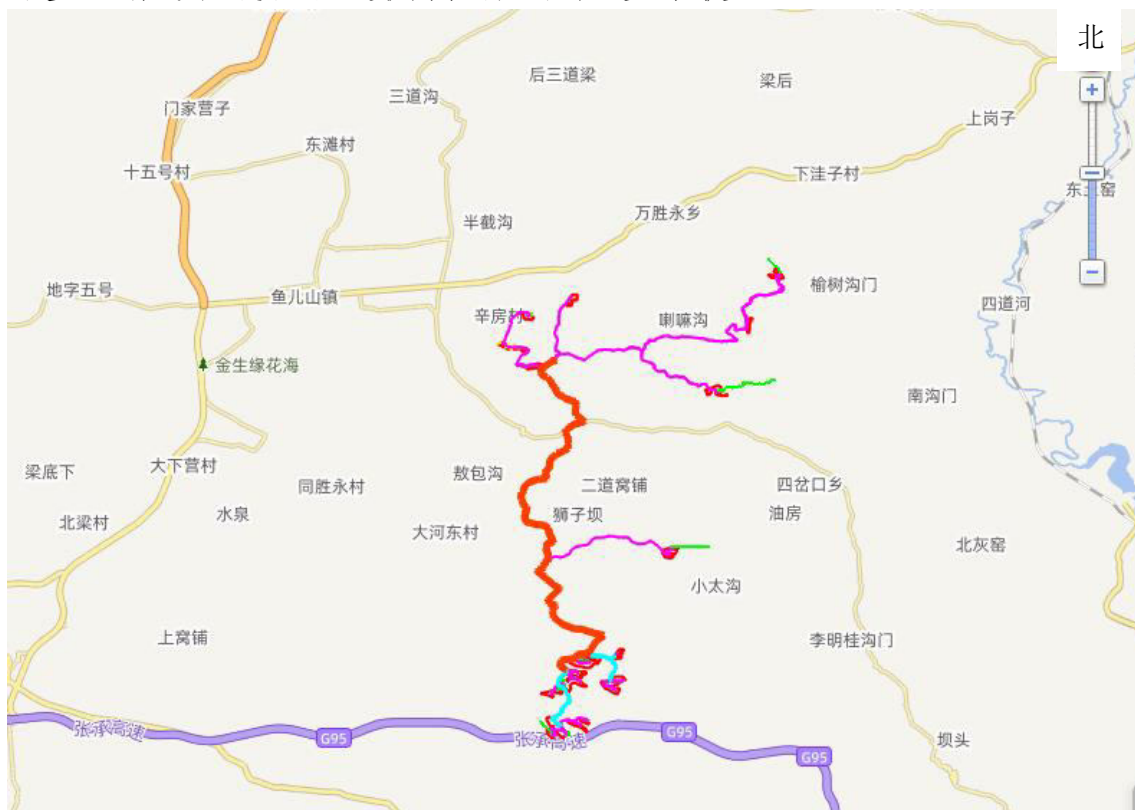 北
后三道梁
梁后
三道沟
门家营子
上岗子
东滩村
十五号村
下洼子村
万胜永乡
半截沟
地字五号
鱼儿山镇
榆树沟门
四道河
辛房村
喇嘛沟
金生缘花海
南沟门
梁底下
大下营村
敖包沟
二道窝铺
四岔口乡
同胜永村
水泉
狮子坝
油房
北梁村
大河东村
北灰窑
小太沟
上窝铺
李明桂沟门
张承高速
G95
张承高速
G95
G95
坝头